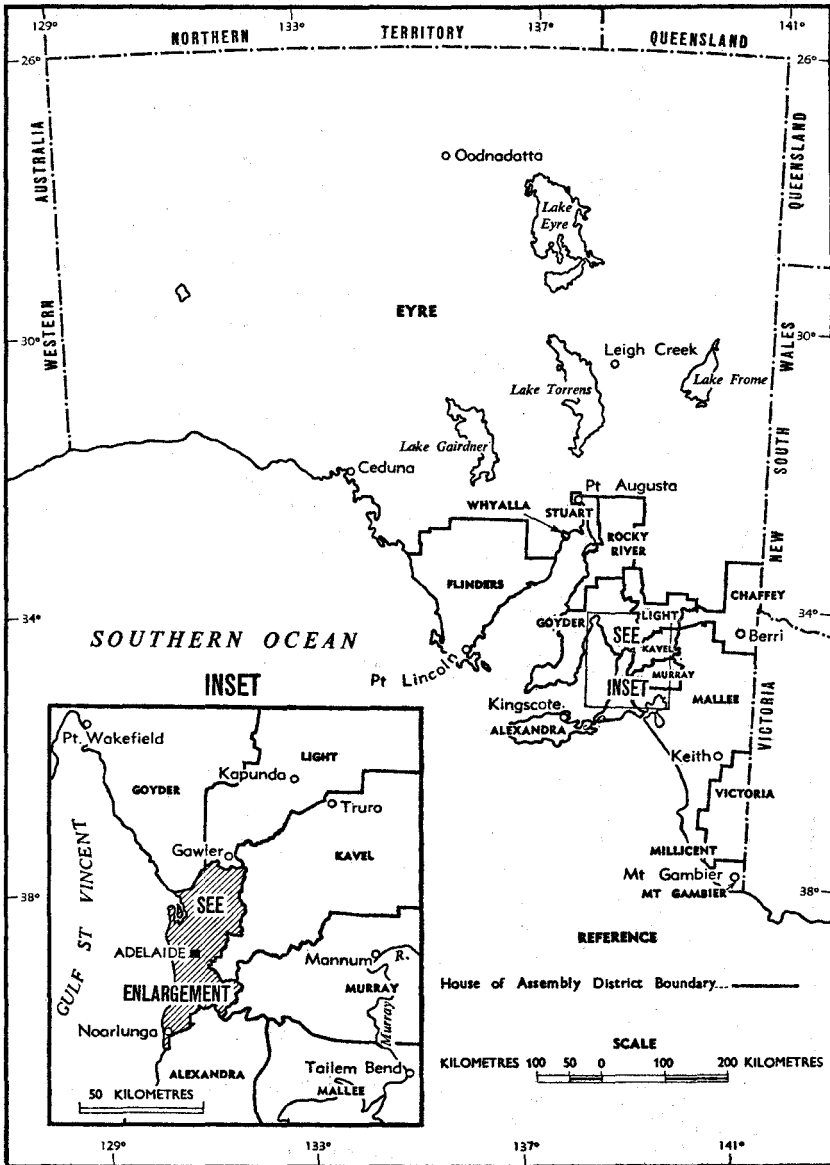 129° 133° 137° 141°
NORTHERN TERRITORY QUEENSLAND
26° 26°
WESTERN AUSTRALIA
QUEENSLAND
Oodnadatta
Lake
Eyre
EYRE
30° 30°
NEW SOUTH WALES
Leigh Creek
Lake Torrens
Lake Frome
Lake Gairdner
Ceduna
Pt Augusta
WHYALLA
STUART
ROCKY
RIVER
FLINDERS
CHAFFEY
34° 34°
GOYDER
LIGHT
SEE
KAVEL
Berri
SOUTHERN OCEAN
Pt Lincoln
INSET
MURRAY
MALLEE
Kingscote
ALEXANDRA
VICTORIA
Keith
VICTORIA
MILLICENT
Mt Gambier
MT GAMBIER
38° 38°
INSET
Pt. Wakefield
LIGHT
Kapunda
GOYDER
Truro
GULF ST VINCENT
Gawler
KAVEL
SEE
ADELAIDE
Mannum
R.
MURRAY
ENLARGEMENT
Murray
Noarlunga
ALEXANDRA
Tailem Bend
MALLEE
50 KILOMETRES
REFERENCE
House of Assembly District Boundary...
SCALE
KILOMETRES 100 50 0 100 200 KILOMETRES
129° 133° 137° 141°